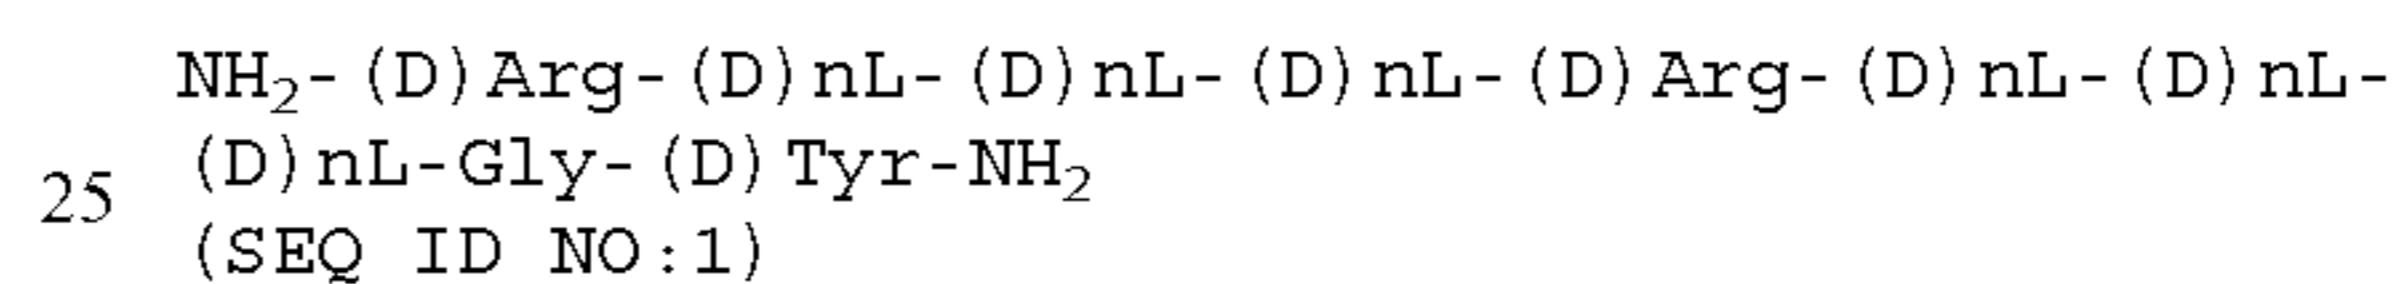 NH₂-(D)Arg-(D)nL-(D)nL-(D)nL-(D)Arg-(D)nL-(D)nL-
25 (D)nL-Gly-(D)Tyr-NH₂
(SEQ ID NO:1)